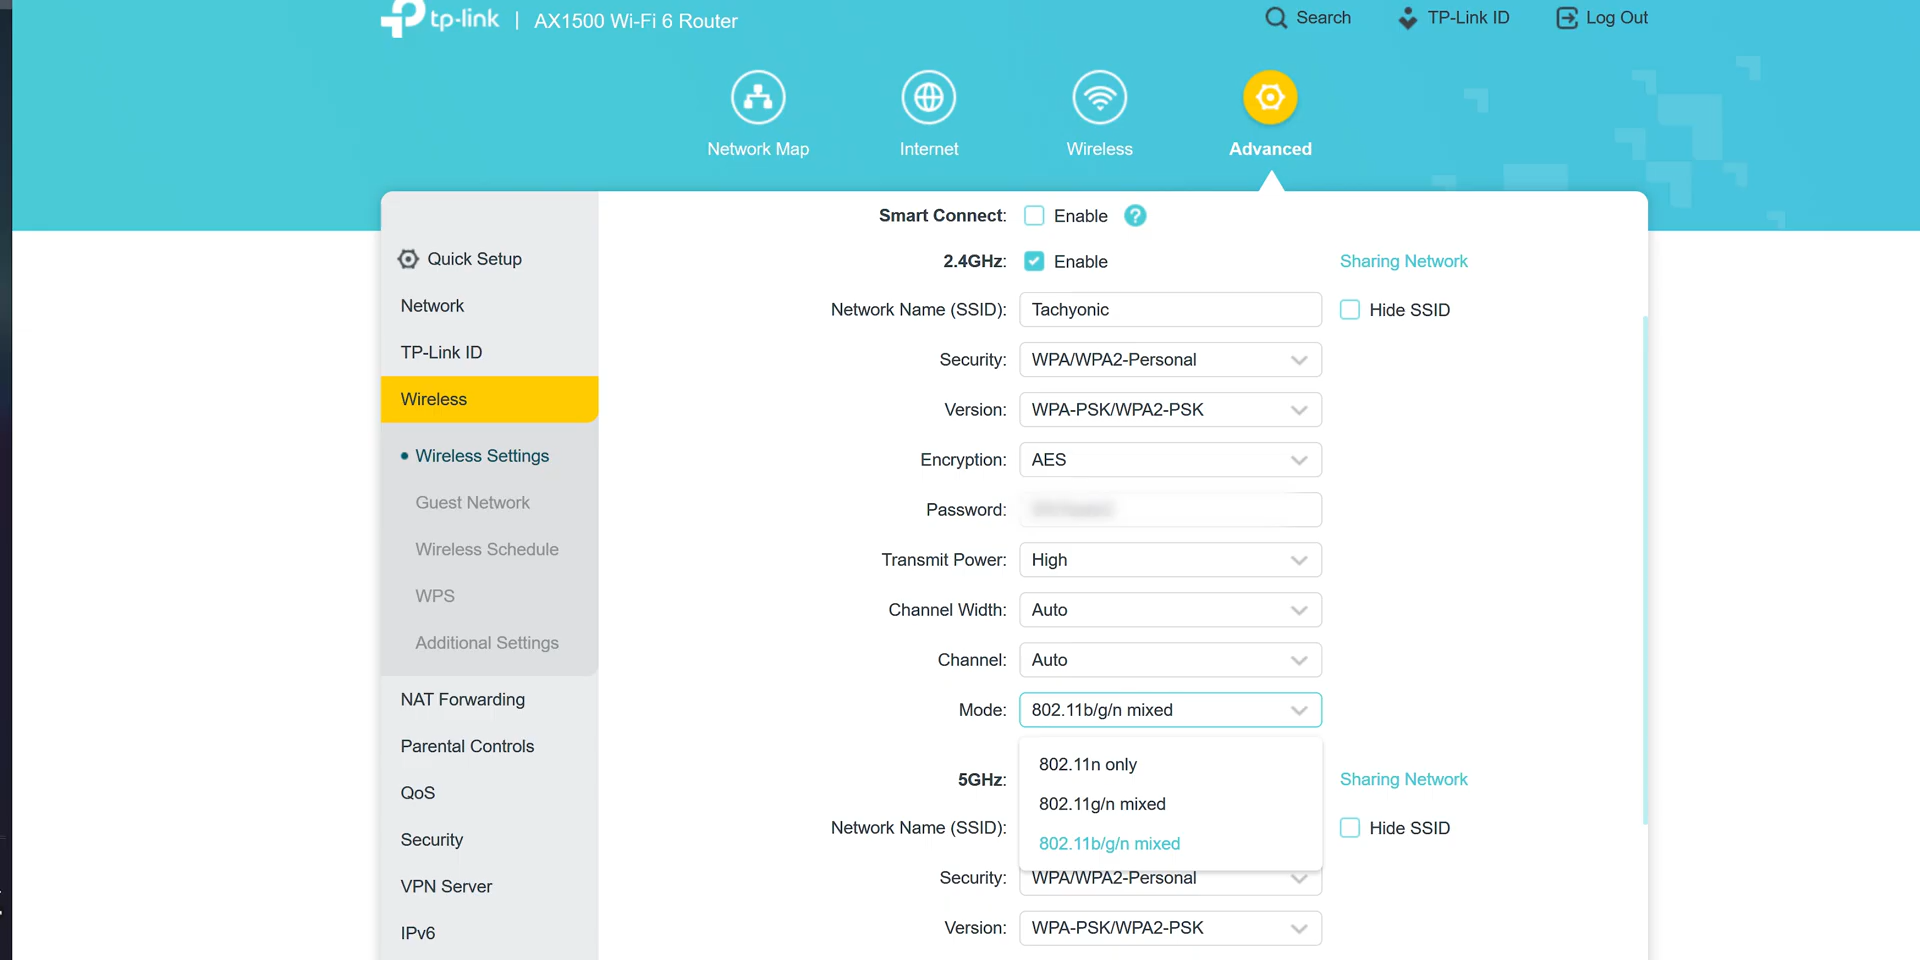 tp-link | AX1500 Wi-Fi 6 Router
Search
TP-Link ID
Log Out
Network Map
Internet
Wireless
Advanced
Quick Setup
Network
TP-Link ID
Wireless
Wireless Settings
Guest Network
Wireless Schedule
WPS
Additional Settings
NAT Forwarding
Parental Controls
QoS
Security
VPN Server
IPv6
Smart Connect: Enable ?
2.4GHz: Enable Sharing Network
Network Name (SSID): Tachyonic Hide SSID
Security: WPA/WPA2-Personal
Version: WPA-PSK/WPA2-PSK
Encryption: AES
Password:
Transmit Power: High
Channel Width: Auto
Channel: Auto
Mode: 802.11b/g/n mixed
802.11n only
802.11g/n mixed
802.11b/g/n mixed
5GHz: Sharing Network
Network Name (SSID): Hide SSID
Security: WPA/WPA2-Personal
Version: WPA-PSK/WPA2-PSK